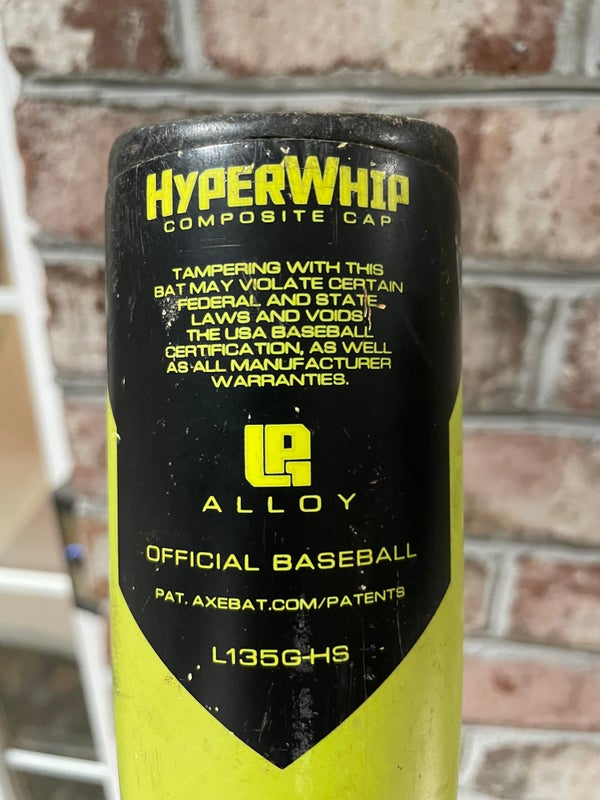 HYPERWHIP
COMPOSITE CAP
TAMPERING WITH THIS
BAT MAY VIOLATE CERTAIN
FEDERAL AND STATE
LAWS AND VOIDS
THE USA BASEBALL
CERTIFICATION, AS WELL
AS ALL MANUFACTURER
WARRANTIES.
LP1
ALLOY
OFFICIAL BASEBALL
PAT. AXEBAT.COM/PATENTS
L135G-HS